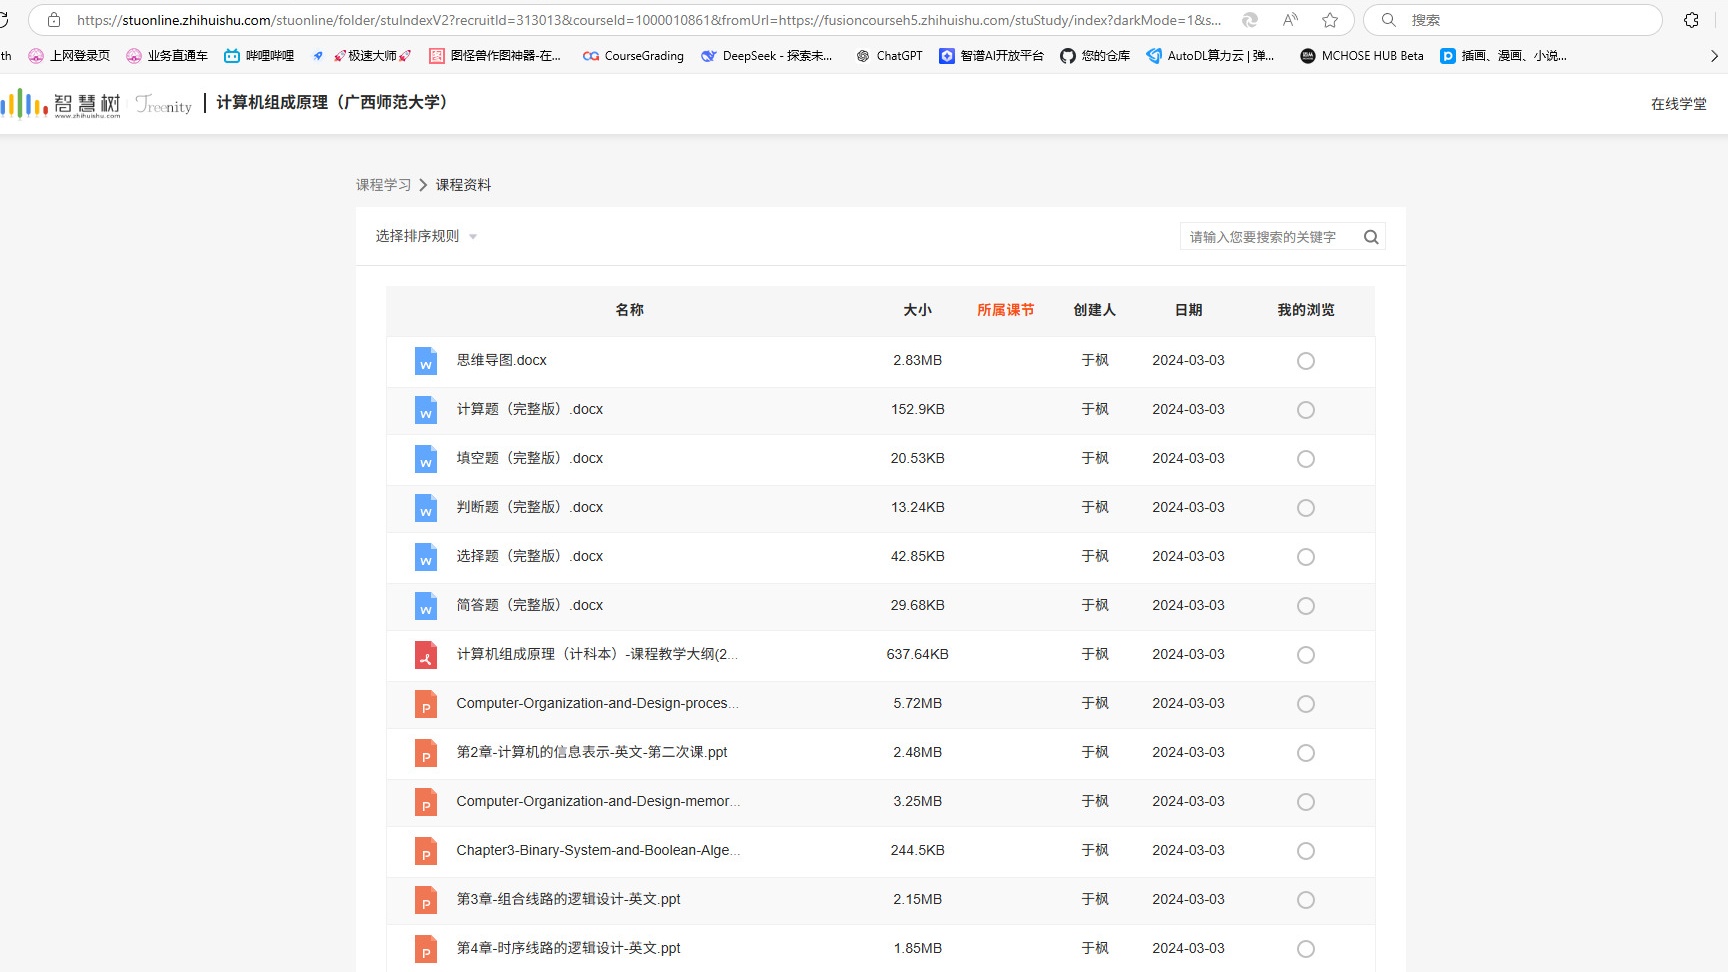 https://stuonline.zhihuishu.com/stuonline/folder/stuIndexV2?recruitId=313013&courseId=1000010861&fromUrl=https://fusioncourseh5.zhihuishu.com/stuStudy/index?darkMode=1&s... 搜索
th 上网登录页 业务直通车 哔哩哔哩 🚀极速大师🚀 图怪兽作图神器-在... CourseGrading DeepSeek - 探索未... ChatGPT 智谱AI开放平台 您的仓库 AutoDL算力云 | 弹... MCHOSE HUB Beta 插画、漫画、小说...
智慧树 www.zhihuishu.com Treenity 计算机组成原理（广西师范大学） 在线学堂
课程学习 > 课程资料
选择排序规则 请输入您要搜索的关键字
名称 大小 所属课节 创建人 日期 我的浏览
思维导图.docx 2.83MB 于枫 2024-03-03
计算题（完整版）.docx 152.9KB 于枫 2024-03-03
填空题（完整版）.docx 20.53KB 于枫 2024-03-03
判断题（完整版）.docx 13.24KB 于枫 2024-03-03
选择题（完整版）.docx 42.85KB 于枫 2024-03-03
简答题（完整版）.docx 29.68KB 于枫 2024-03-03
计算机组成原理（计科本）-课程教学大纲(2... 637.64KB 于枫 2024-03-03
Computer-Organization-and-Design-proces... 5.72MB 于枫 2024-03-03
第2章-计算机的信息表示-英文-第二次课.ppt 2.48MB 于枫 2024-03-03
Computer-Organization-and-Design-memor... 3.25MB 于枫 2024-03-03
Chapter3-Binary-System-and-Boolean-Alge... 244.5KB 于枫 2024-03-03
第3章-组合线路的逻辑设计-英文.ppt 2.15MB 于枫 2024-03-03
第4章-时序线路的逻辑设计-英文.ppt 1.85MB 于枫 2024-03-03